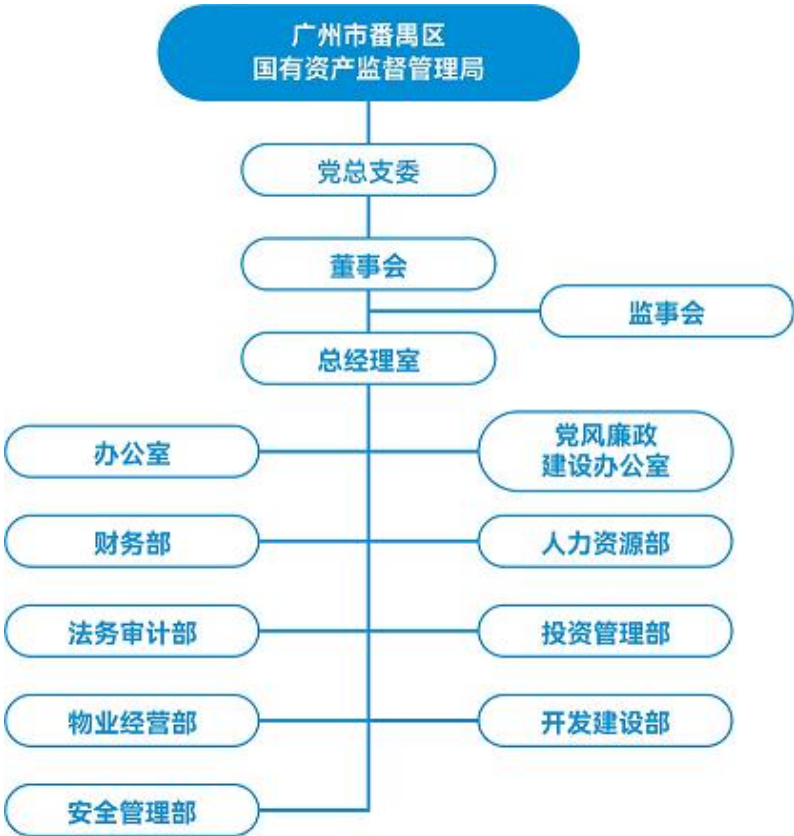 广州市番禺区
国有资产监督管理局
党总支委
董事会
监事会
总经理室
办公室
党风廉政
建设办公室
财务部
人力资源部
法务审计部
投资管理部
物业经营部
开发建设部
安全管理部